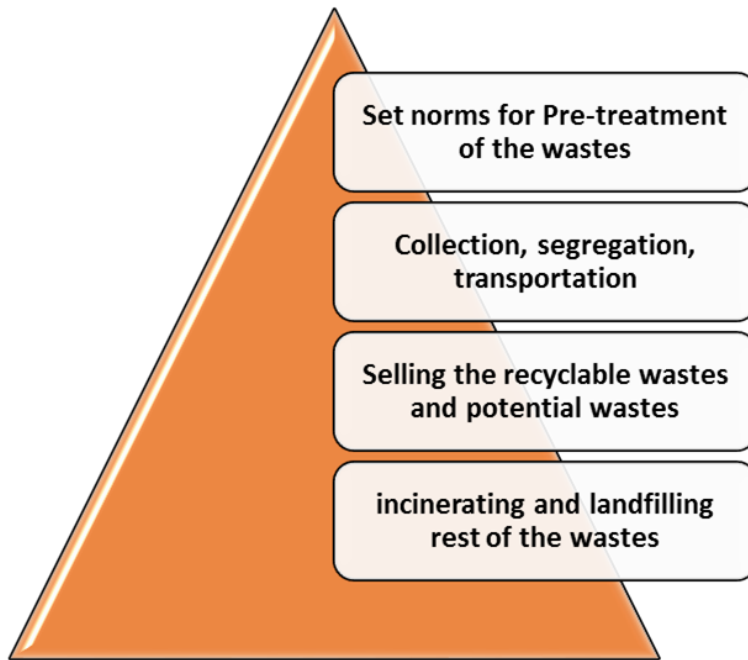 Set norms for Pre-treatment
of the wastes
Collection, segregation,
transportation
Selling the recyclable wastes
and potential wastes
incinerating and landfilling
rest of the wastes